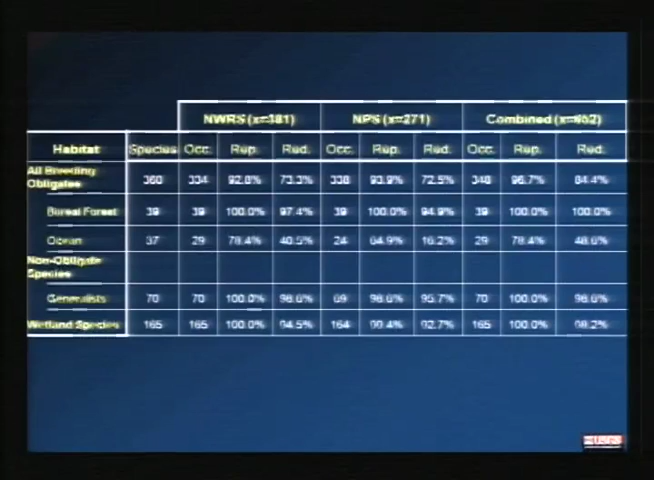 NWRS (x=381) NPS (x=271) Combined (x=652)
Habitat Species Occ. Rep. Red. Occ. Rep. Red. Occ. Rep. Red.
All Breeding Obligates 360 334 92.8% 73.3% 338 93.9% 72.5% 348 96.7% 84.4%
Boreal Forest 39 39 100.0% 97.4% 39 100.0% 94.9% 39 100.0% 100.0%
Ocean 37 29 78.4% 40.5% 24 64.9% 16.2% 29 78.4% 48.6%
Non-Obligate Species
Generalists 70 70 100.0% 98.6% 69 98.6% 95.7% 70 100.0% 98.6%
Wetland Species 165 165 100.0% 94.5% 164 99.4% 92.7% 165 100.0% 98.2%
USGS